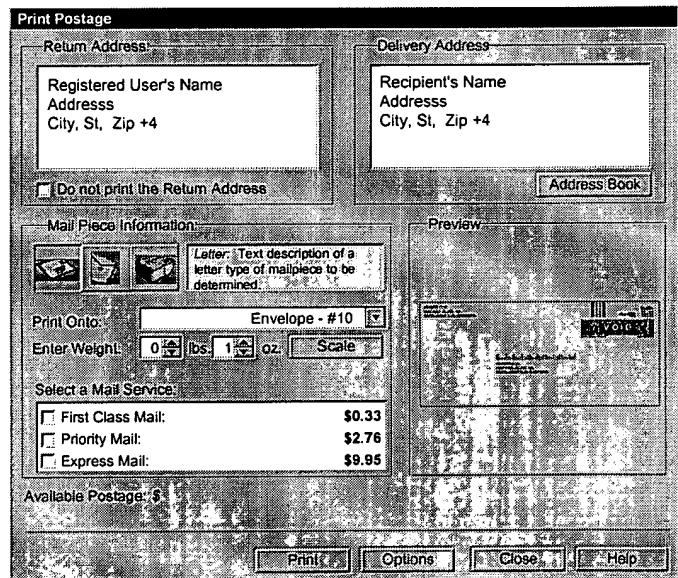 Print Postage
Return Address:
Registered User's Name
Addresss
City, St, Zip +4
Do not print the Return Address
Delivery Address
Recipient's Name
Addresss
City, St, Zip +4
Address Book
Mail Piece Information:
Letter: Text description of a
letter type of mailpiece to be
determined.
Print Onto: Envelope - #10
Enter Weight: 0 lbs. 1 oz. Scale
Select a Mail Service:
First Class Mail: $0.33
Priority Mail: $2.76
Express Mail: $9.95
Preview
VOID
Available Postage: $
Print Options Close Help